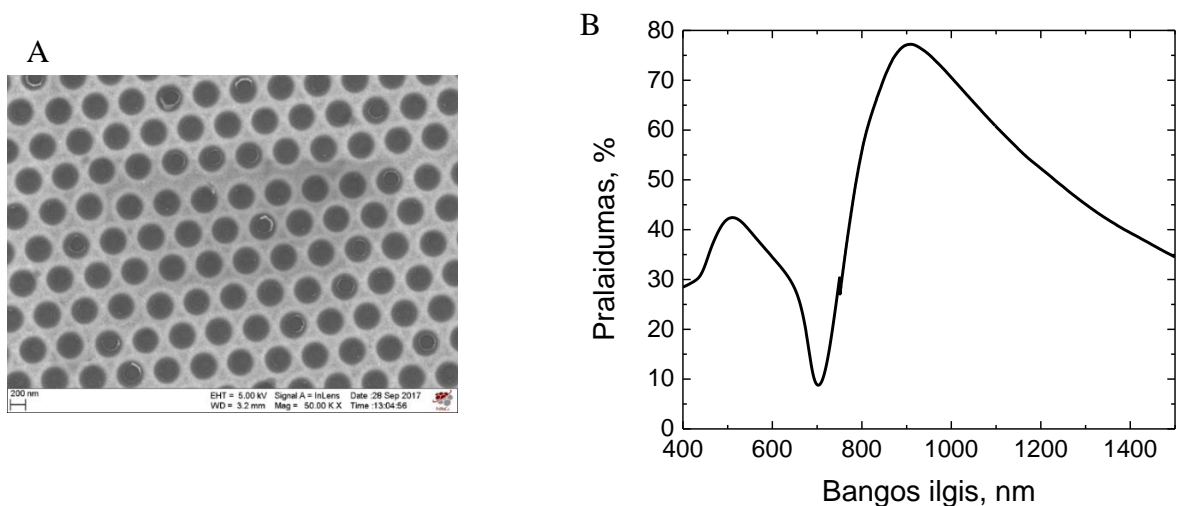 A
200 nm
EHT = 5.00 kV Signal A = InLens Date :28 Sep 2017
WD = 3.2 mm Mag = 50.00 K X Time :13:04:56
B
Pralaidumas, %
80
70
60
50
40
30
20
10
0
400 600 800 1000 1200 1400
Bangos ilgis, nm